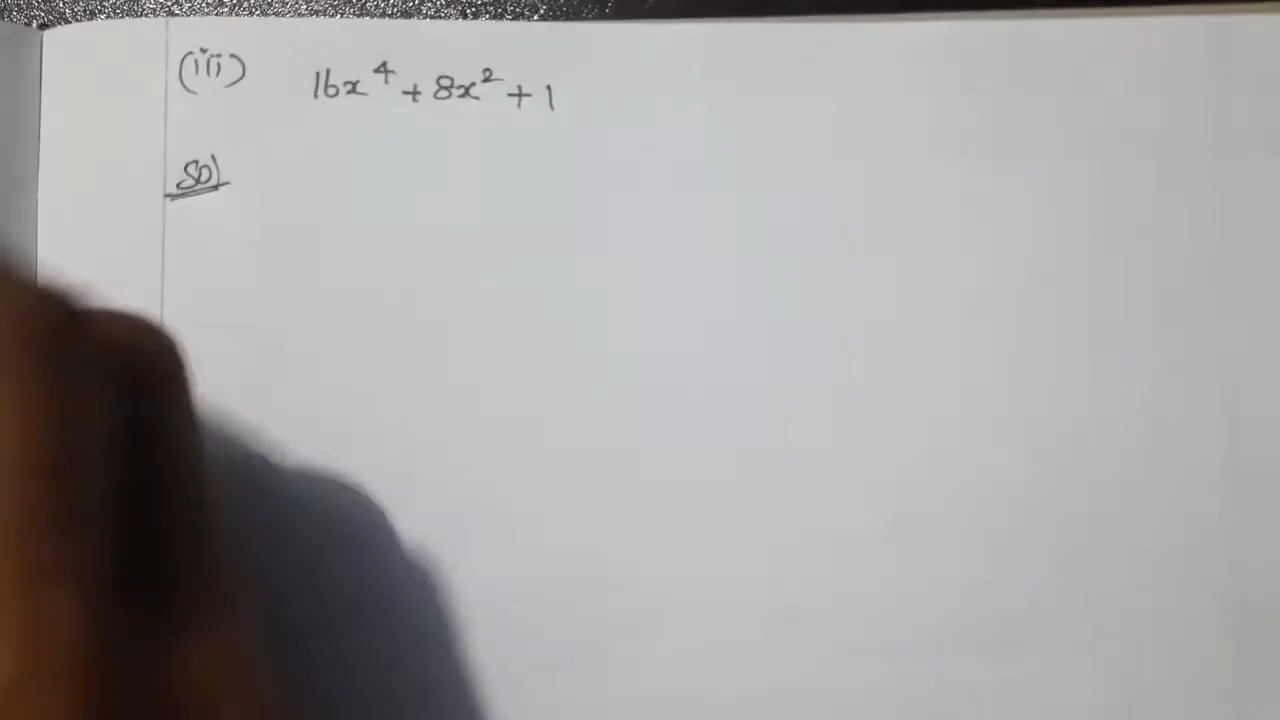 (iii) 16x⁴ + 8x² + 1
Sol